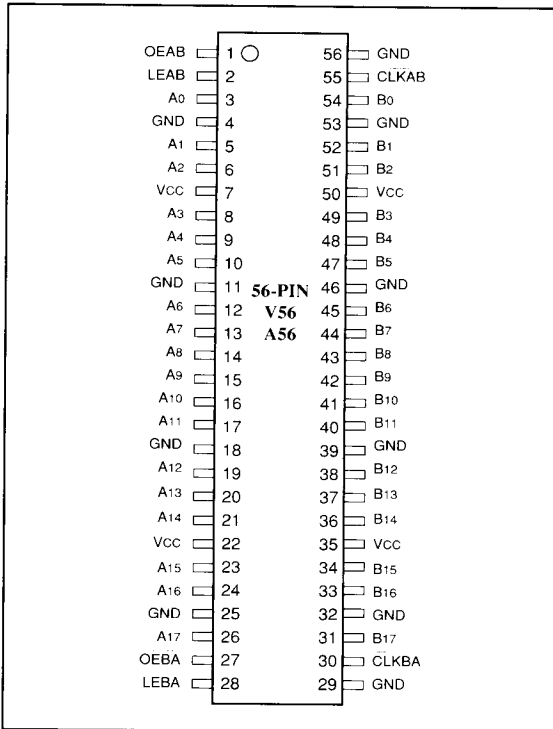 OEAB 1 56 GND
LEAB 2 55 CLKAB
A0 3 54 B0
GND 4 53 GND
A1 5 52 B1
A2 6 51 B2
VCC 7 50 VCC
A3 8 49 B3
A4 9 48 B4
A5 10 47 B5
GND 11 56-PIN 46 GND
A6 12 V56 45 B6
A7 13 A56 44 B7
A8 14 43 B8
A9 15 42 B9
A10 16 41 B10
A11 17 40 B11
GND 18 39 GND
A12 19 38 B12
A13 20 37 B13
A14 21 36 B14
VCC 22 35 VCC
A15 23 34 B15
A16 24 33 B16
GND 25 32 GND
A17 26 31 B17
OEBA 27 30 CLKBA
LEBA 28 29 GND